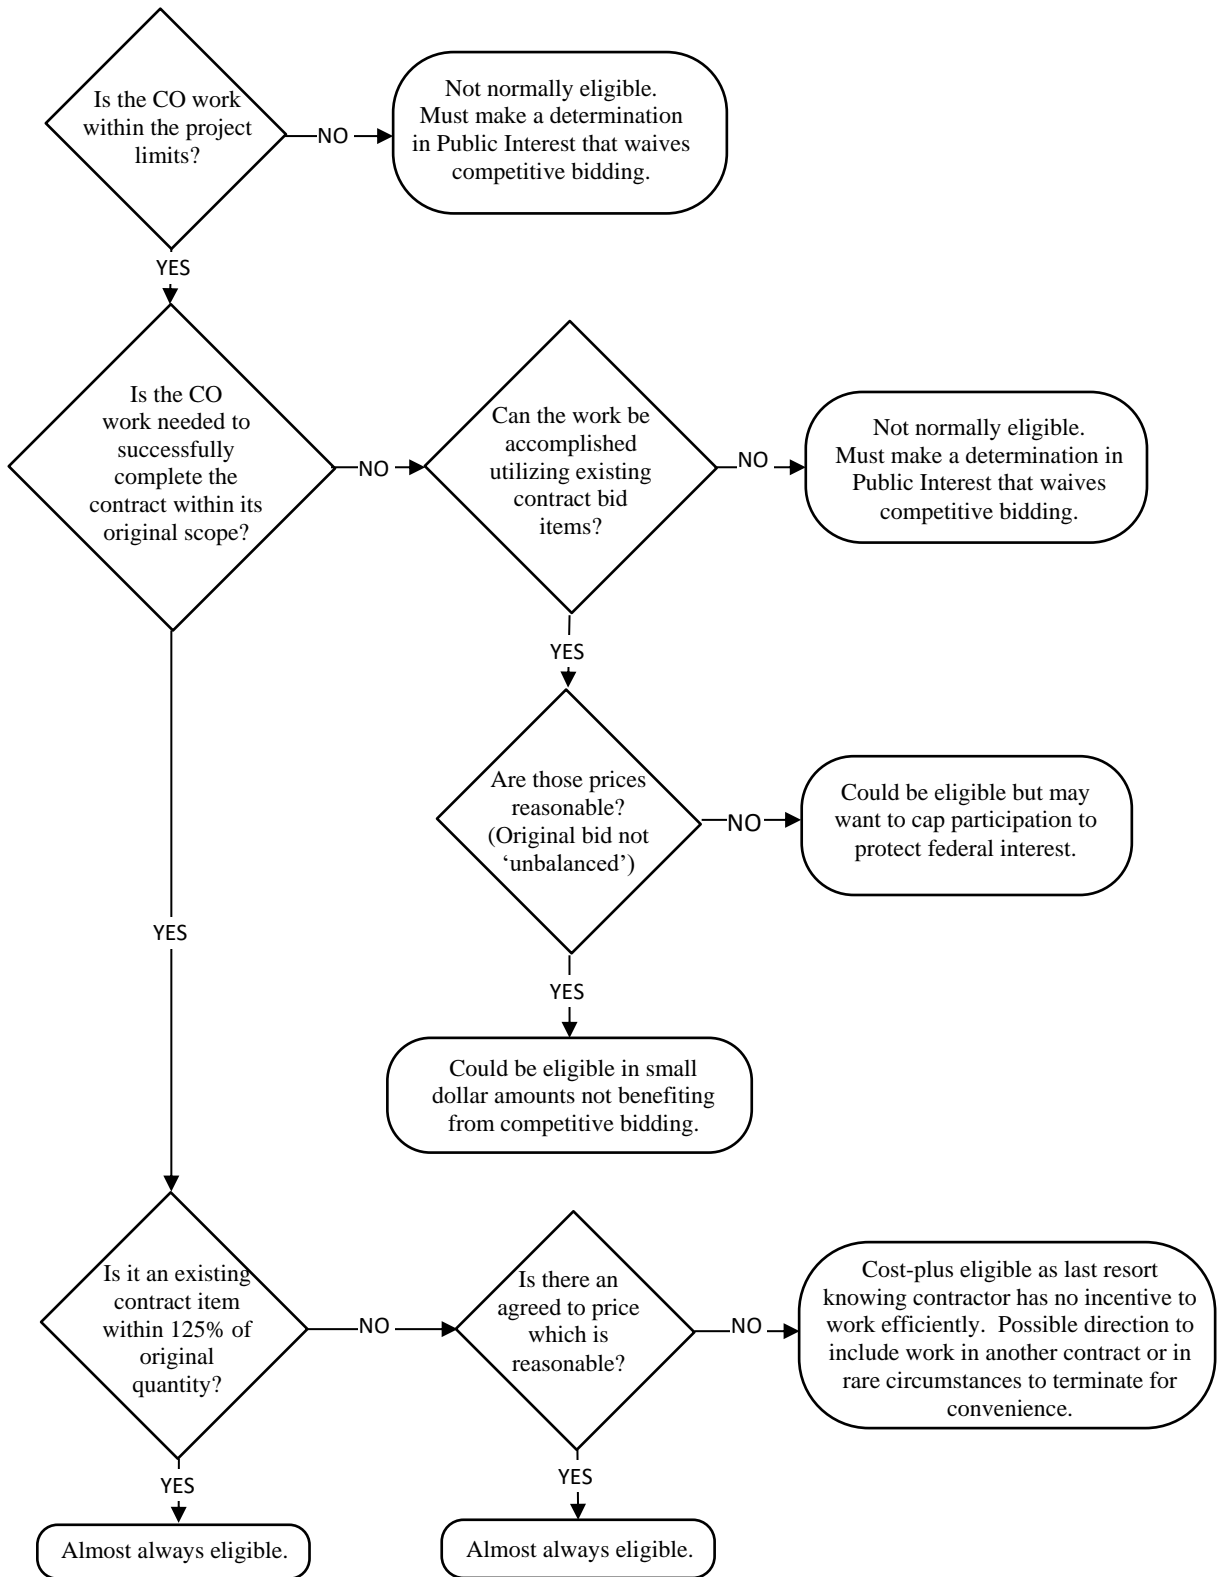 Is the CO work
within the project
limits?
NO
Not normally eligible.
Must make a determination
in Public Interest that waives
competitive bidding.
YES
Is the CO
work needed to
successfully
complete the
contract within its
original scope?
NO
Can the work be
accomplished
utilizing existing
contract bid
items?
NO
Not normally eligible.
Must make a determination in
Public Interest that waives
competitive bidding.
YES
Are those prices
reasonable?
(Original bid not
‘unbalanced’)
NO
Could be eligible but may
want to cap participation to
protect federal interest.
YES
YES
Could be eligible in small
dollar amounts not benefiting
from competitive bidding.
Is it an existing
contract item
within 125% of
original
quantity?
NO
Is there an
agreed to price
which is
reasonable?
NO
Cost-plus eligible as last resort
knowing contractor has no incentive to
work efficiently.  Possible direction to
include work in another contract or in
rare circumstances to terminate for
convenience.
YES
YES
Almost always eligible.
Almost always eligible.